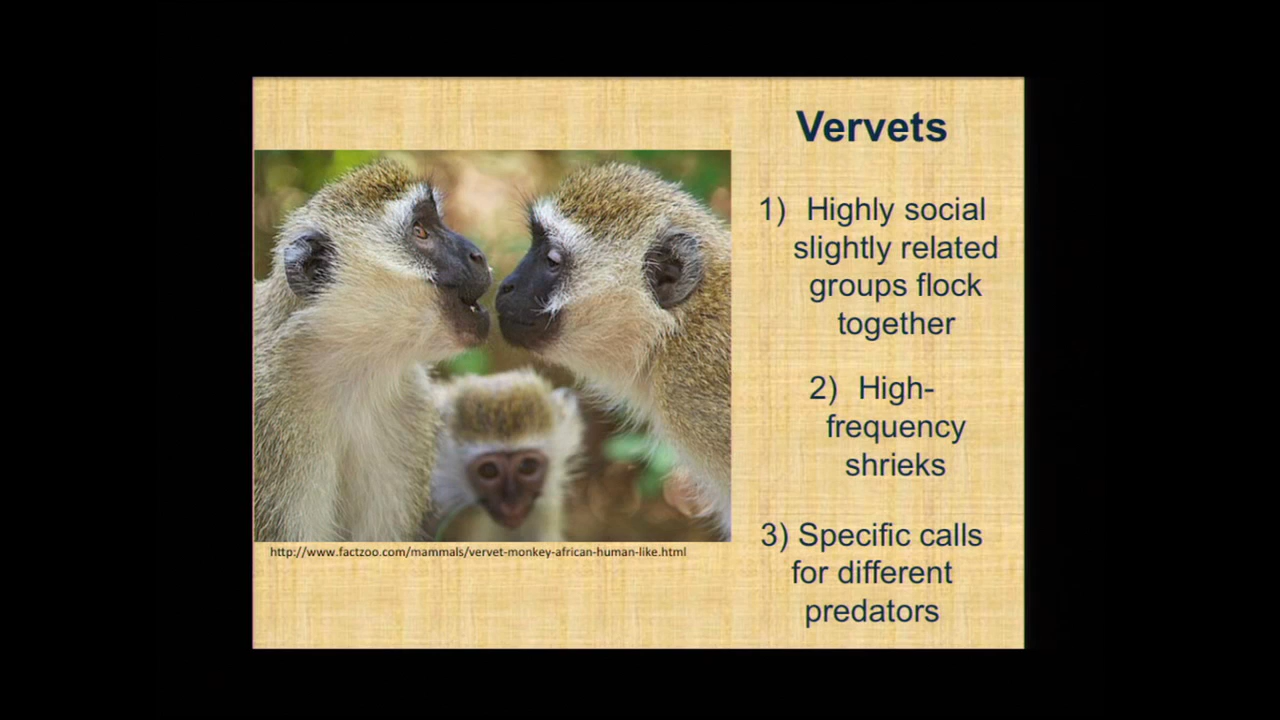 Vervets
1) Highly social
slightly related
groups flock
together
2) High-
frequency
shrieks
3) Specific calls
for different
predators
http://www.factzoo.com/mammals/vervet-monkey-african-human-like.html